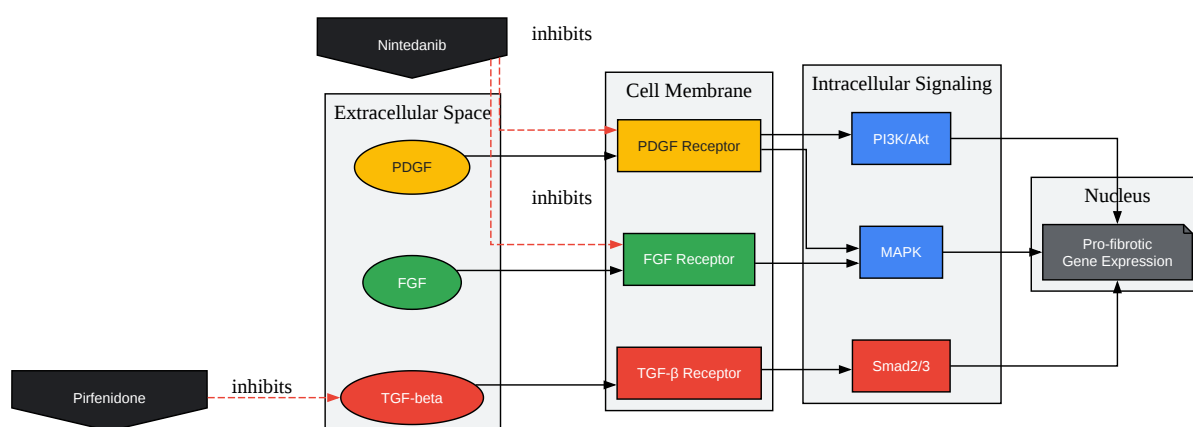 Nintedanib
inhibits
Extracellular Space
Cell Membrane
Intracellular Signaling
PDGF
PDGF Receptor
PI3K/Akt
inhibits
Nucleus
FGF
FGF Receptor
MAPK
Pro-fibrotic
Gene Expression
Pirfenidone
inhibits
TGF-beta
TGF-β Receptor
Smad2/3